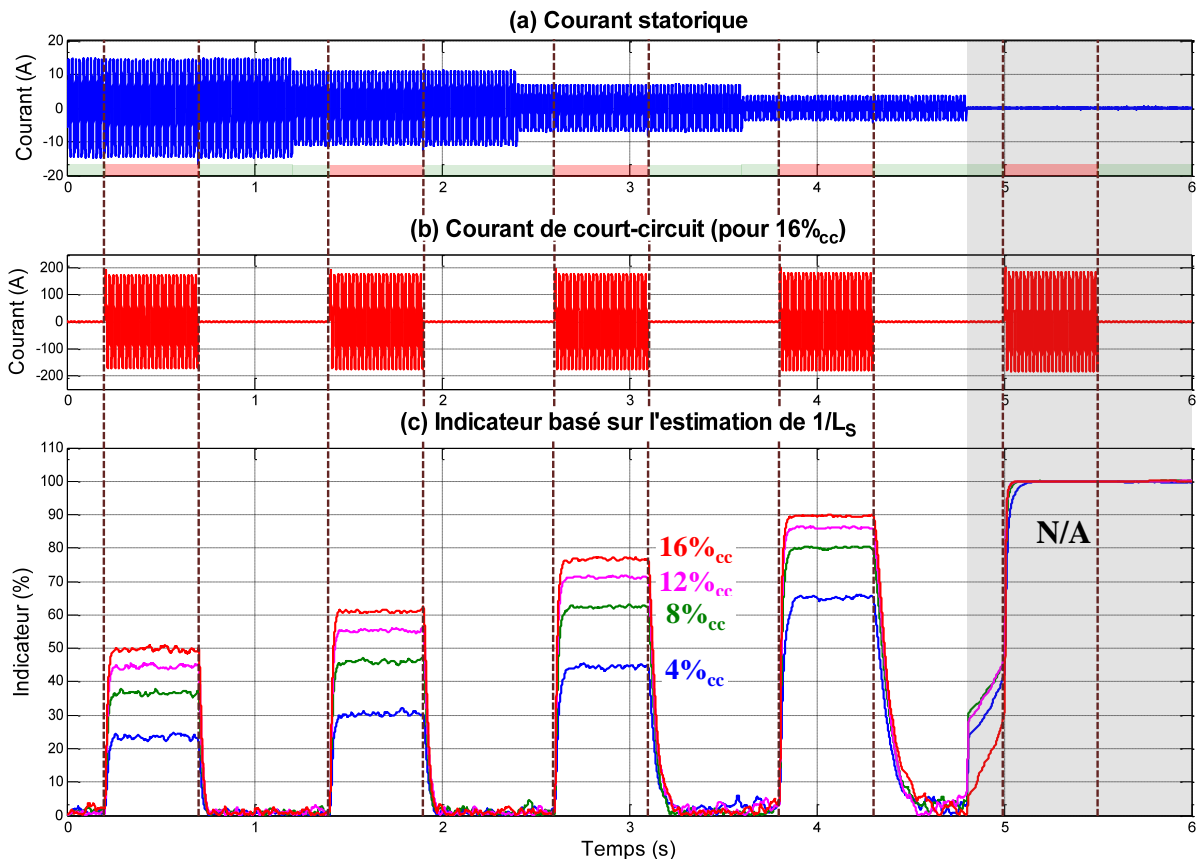 (a) Courant statorique
Courant (A)
20
10
0
-10
-20
0 1 2 3 4 5 6
(b) Courant de court-circuit (pour 16%cc)
Courant (A)
200
100
0
-100
-200
0 1 2 3 4 5 6
(c) Indicateur basé sur l'estimation de 1/LS
Indicateur (%)
110
100
90
80
70
60
50
40
30
20
10
0
16%cc
12%cc
8%cc
4%cc
N/A
0 1 2 3 4 5 6
Temps (s)